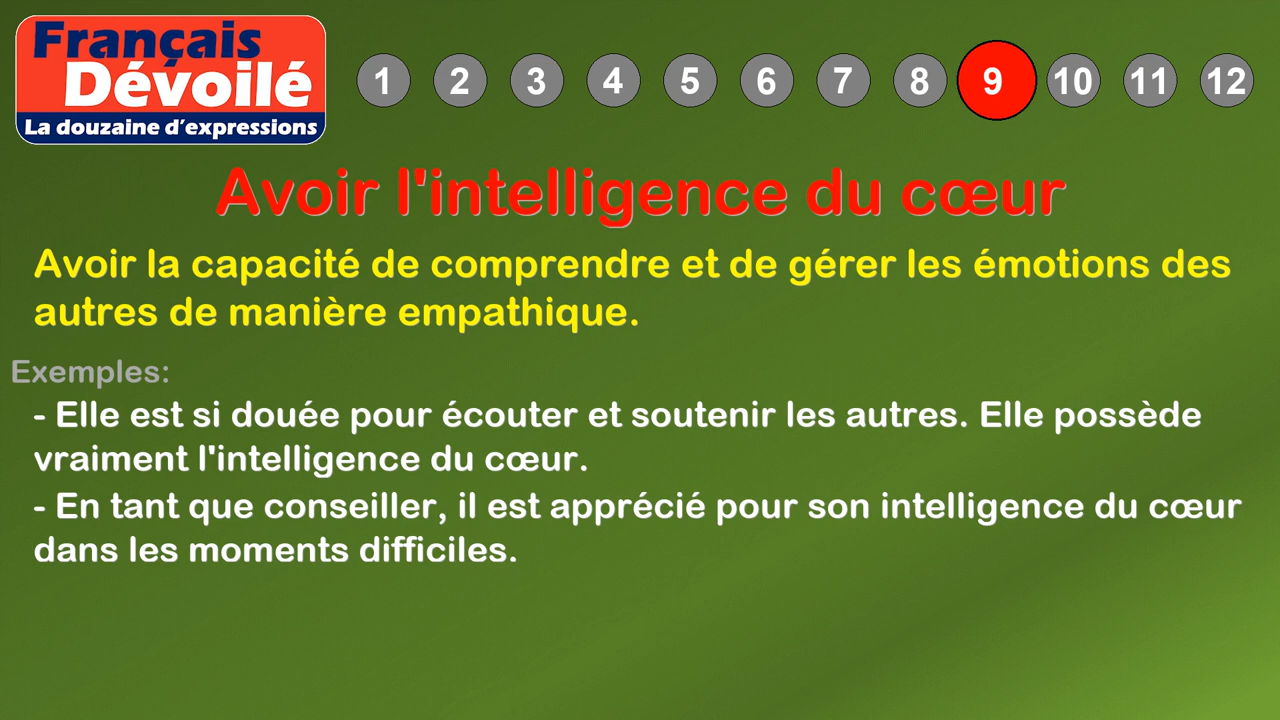 Français
Dévoilé
La douzaine d'expressions
1 2 3 4 5 6 7 8 9 10 11 12
Avoir l'intelligence du cœur
Avoir la capacité de comprendre et de gérer les émotions des
autres de manière empathique.
Exemples:
- Elle est si douée pour écouter et soutenir les autres. Elle possède
vraiment l'intelligence du cœur.
- En tant que conseiller, il est apprécié pour son intelligence du cœur
dans les moments difficiles.